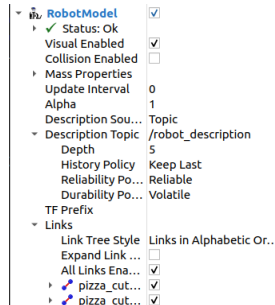 RobotModel
Status: Ok
Visual Enabled
Collision Enabled
Mass Properties
Update Interval 0
Alpha 1
Description Sou... Topic
Description Topic /robot_description
Depth 5
History Policy Keep Last
Reliability Po... Reliable
Durability Po... Volatile
TF Prefix
Links
Link Tree Style Links in Alphabetic Or...
Expand Link ...
All Links Ena...
pizza_cut...
pizza_cut...